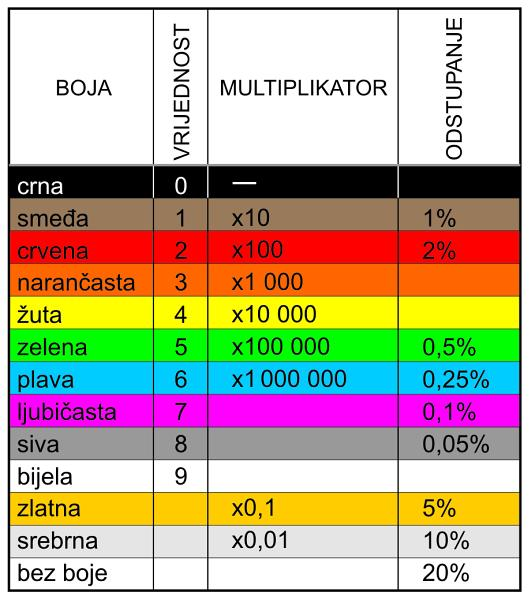 BOJA VRIJEDNOST MULTIPLIKATOR ODSTUPANJE
crna 0 —
smeđa 1 x10 1%
crvena 2 x100 2%
narančasta 3 x1 000
žuta 4 x10 000
zelena 5 x100 000 0,5%
plava 6 x1 000 000 0,25%
ljubičasta 7 0,1%
siva 8 0,05%
bijela 9
zlatna x0,1 5%
srebrna x0,01 10%
bez boje 20%